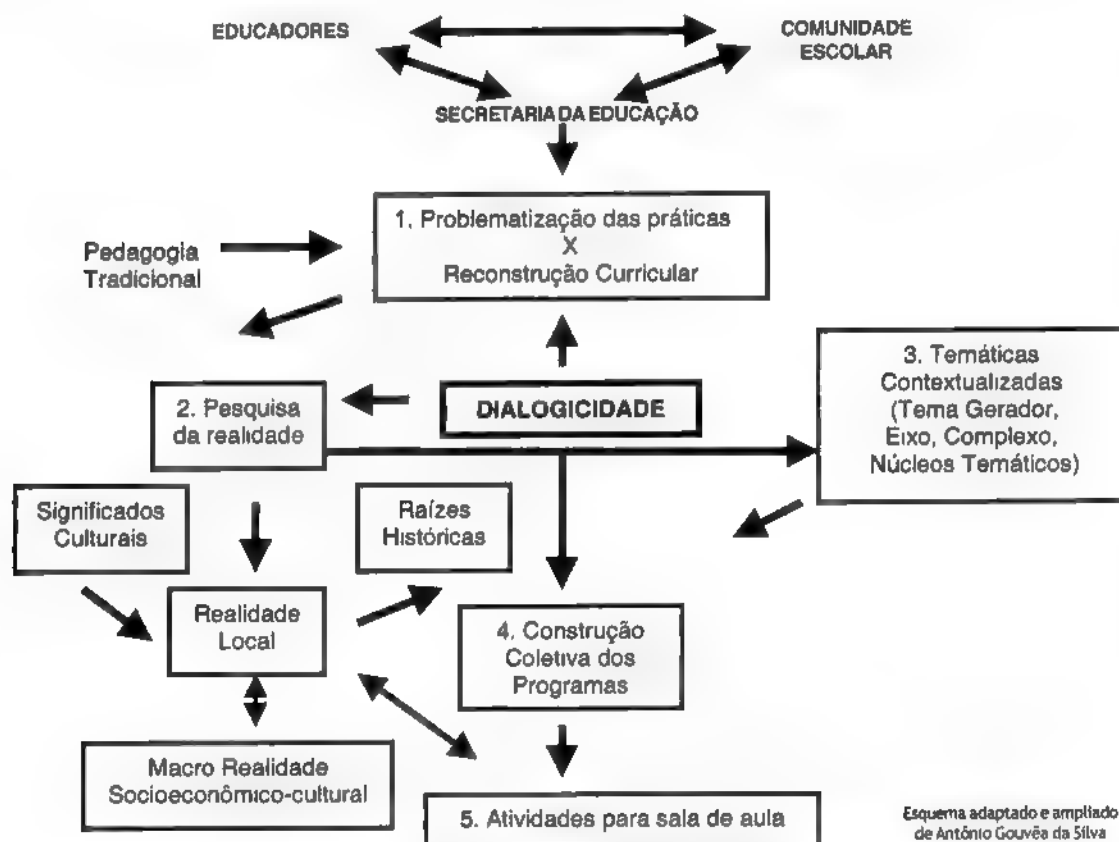 EDUCADORES
COMUNIDADE
ESCOLAR
SECRETARIA DA EDUCAÇÃO
1. Problematização das práticas
X
Reconstrução Curricular
Pedagogia
Tradicional
2. Pesquisa
da realidade
DIALOGICIDADE
3. Temáticas
Contextualizadas
(Tema Gerador,
Eixo, Complexo,
Núcleos Temáticos)
Significados
Culturais
Raízes
Históricas
Realidade
Local
4. Construção
Coletiva dos
Programas
Macro Realidade
Socioeconômico-cultural
5. Atividades para sala de aula
Esquema adaptado e ampliado
de Antônio Gouvêa da Silva